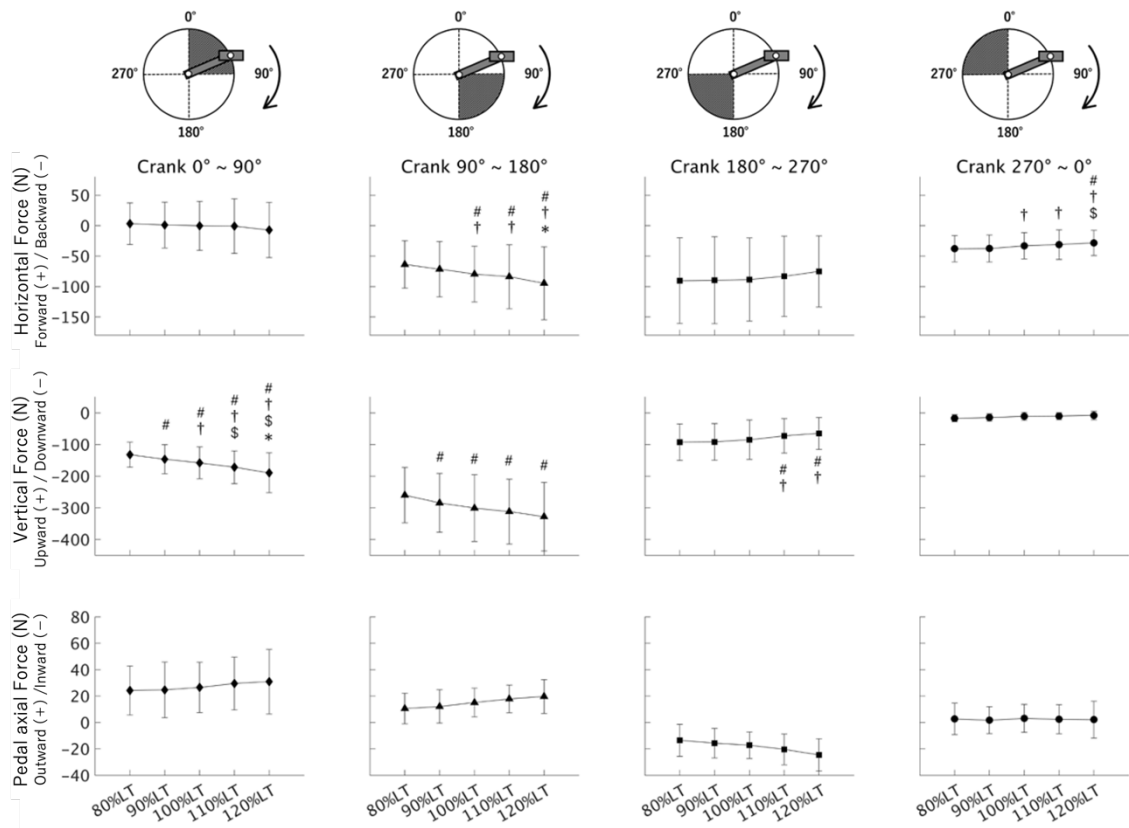 0°
270°
90°
180°
0°
270°
90°
180°
0°
270°
90°
180°
0°
270°
90°
180°
Crank 0° ~ 90°
Crank 90° ~ 180°
Crank 180° ~ 270°
Crank 270° ~ 0°
Horizontal Force (N)
Forward (+) / Backward (−)
50
0
−50
−100
−150
#
†
#
†
#
†
*
†
†
#
†
$
Vertical Force (N)
Upward (+) / Downward (−)
0
−100
−200
−300
−400
#
#
†
#
†
$
#
†
$
*
#
#
#
#
#
†
#
†
Pedal axial Force (N)
Outward (+) /Inward (−)
80
60
40
20
0
−20
−40
80%LT
90%LT
100%LT
110%LT
120%LT
80%LT
90%LT
100%LT
110%LT
120%LT
80%LT
90%LT
100%LT
110%LT
120%LT
80%LT
90%LT
100%LT
110%LT
120%LT